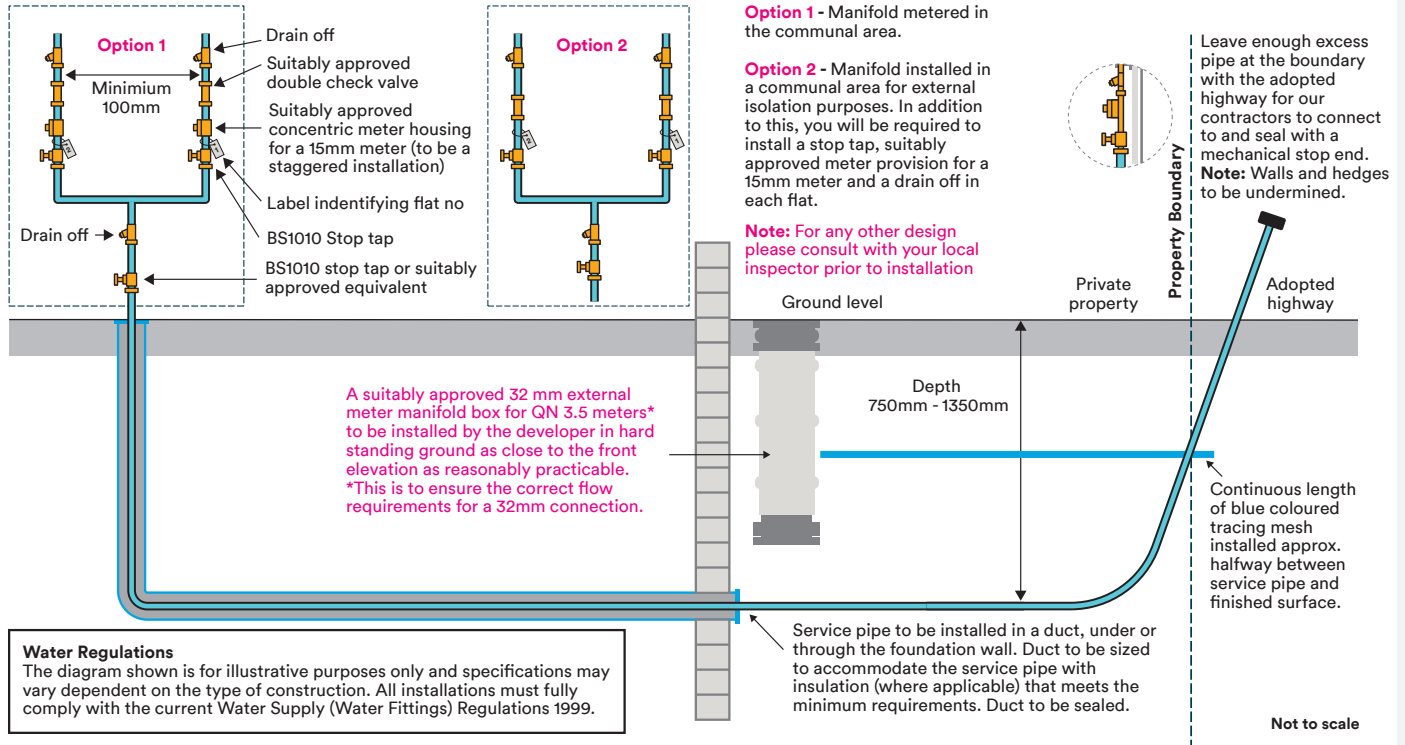 Option 1
Minimum
100mm
Drain off
Suitably approved
double check valve
Suitably approved
concentric meter housing
for a 15mm meter (to be a
staggered installation)
Label indentifying flat no
BS1010 Stop tap
BS1010 stop tap or suitably
approved equivalent
Drain off
Option 2
Option 1 - Manifold metered in
the communal area.
Option 2 - Manifold installed in
a communal area for external
isolation purposes. In addition
to this, you will be required to
install a stop tap, suitably
approved meter provision for a
15mm meter and a drain off in
each flat.
Note: For any other design
please consult with your local
inspector prior to installation
Leave enough excess
pipe at the boundary
with the adopted
highway for our
contractors to connect
to and seal with a
mechanical stop end.
Note: Walls and hedges
to be undermined.
Property Boundary
Ground level
Private
property
Adopted
highway
A suitably approved 32 mm external
meter manifold box for QN 3.5 meters*
to be installed by the developer in hard
standing ground as close to the front
elevation as reasonably practicable.
*This is to ensure the correct flow
requirements for a 32mm connection.
Depth
750mm - 1350mm
Continuous length
of blue coloured
tracing mesh
installed approx.
halfway between
service pipe and
finished surface.
Service pipe to be installed in a duct, under or
through the foundation wall. Duct to be sized
to accommodate the service pipe with
insulation (where applicable) that meets the
minimum requirements. Duct to be sealed.
Water Regulations
The diagram shown is for illustrative purposes only and specifications may
vary dependent on the type of construction. All installations must fully
comply with the current Water Supply (Water Fittings) Regulations 1999.
Not to scale